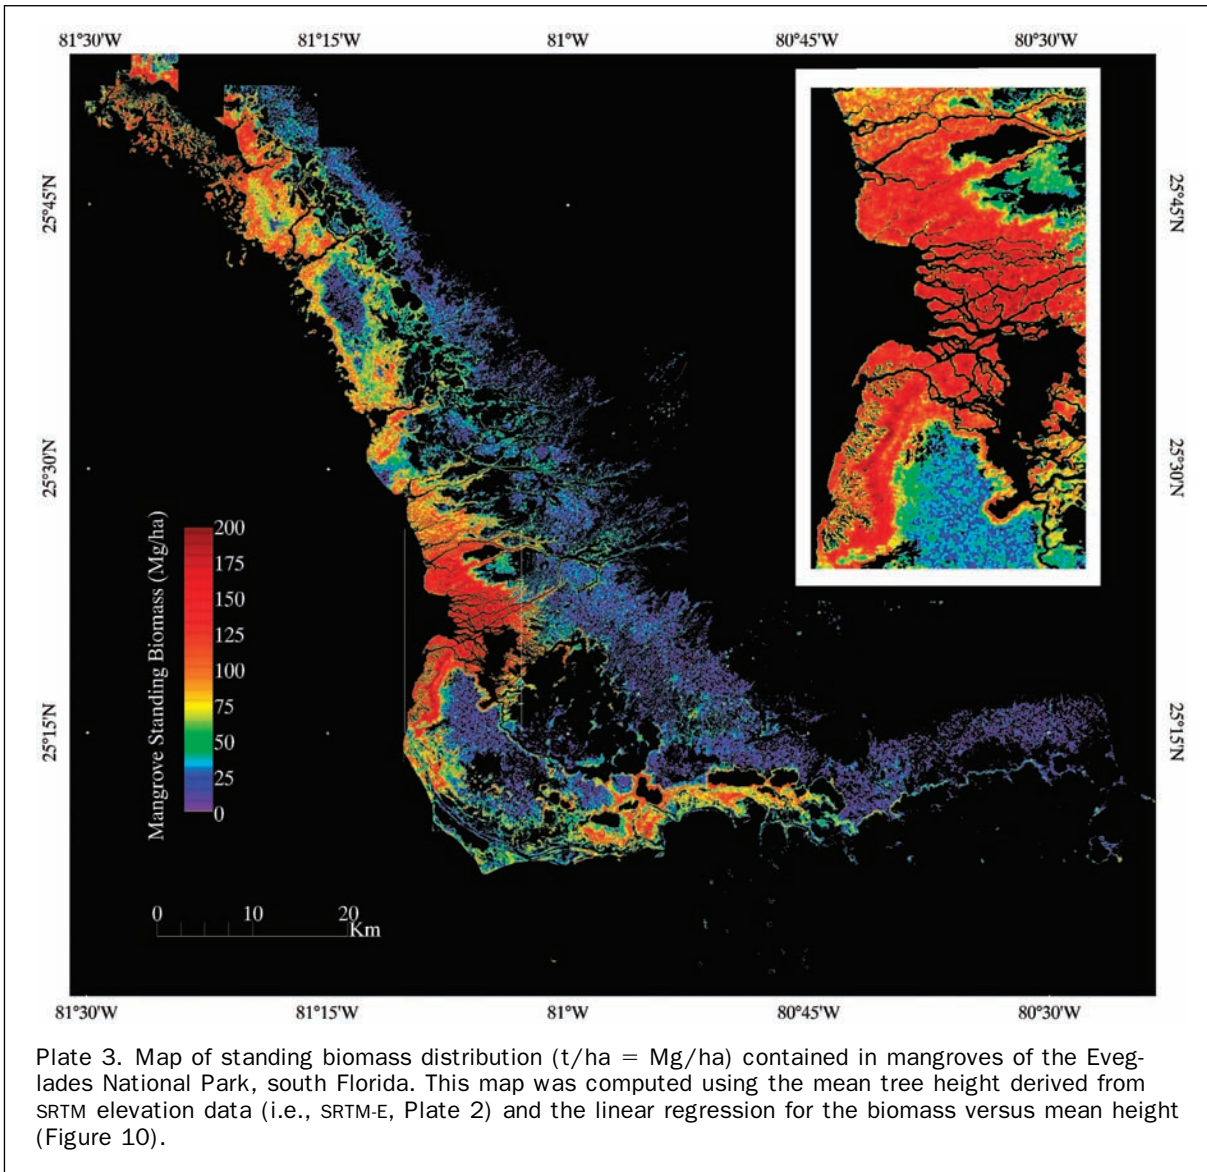 81°30'W 81°15'W 81°W 80°45'W 80°30'W
25°45'N 25°45'N
25°30'N 25°30'N
Mangrove Standing Biomass (Mg/ha)
200
175
150
125
100
75
50
25
0
25°15'N 25°15'N
0 10 20
Km
81°30'W 81°15'W 81°W 80°45'W 80°30'W
Plate 3. Map of standing biomass distribution (t/ha = Mg/ha) contained in mangroves of the Eveg-
lades National Park, south Florida. This map was computed using the mean tree height derived from
SRTM elevation data (i.e., SRTM-E, Plate 2) and the linear regression for the biomass versus mean height
(Figure 10).